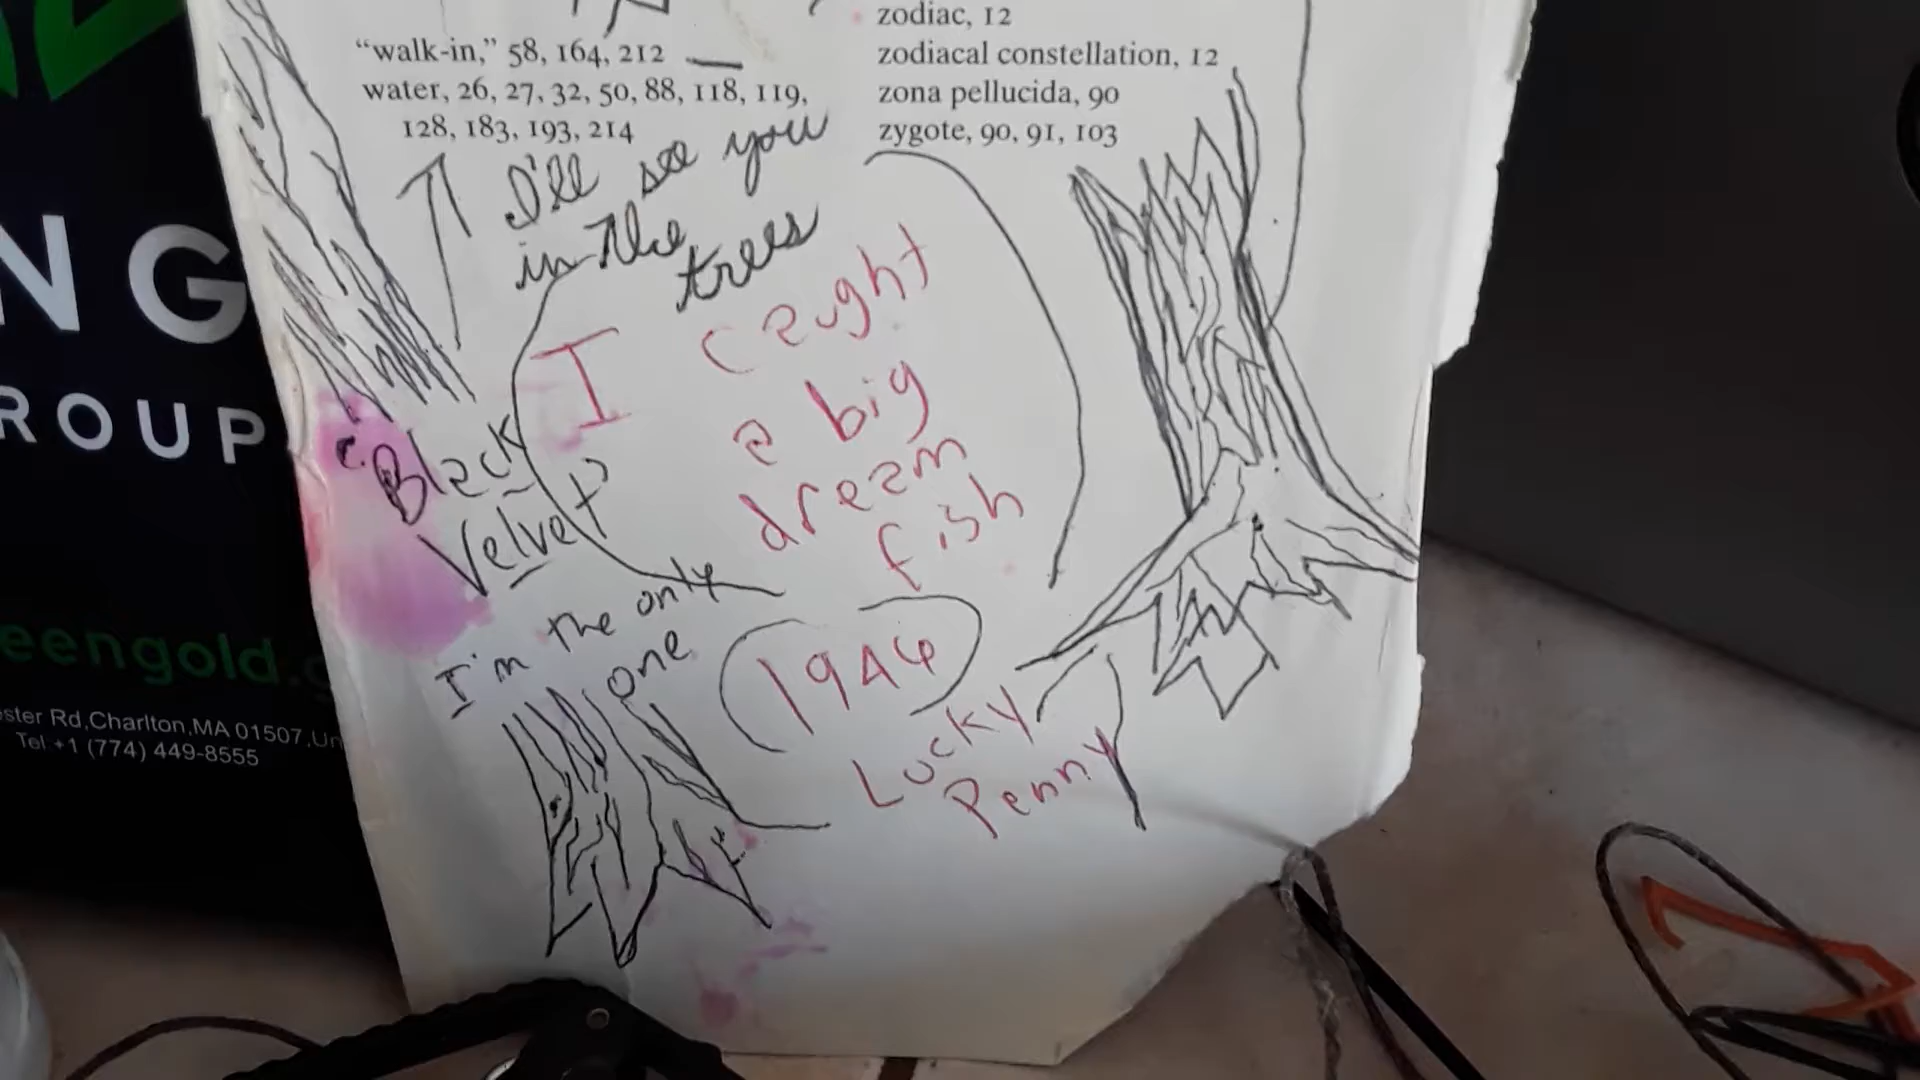 zodiac, 12
"walk-in," 58, 164, 212
zodiacal constellation, 12
water, 26, 27, 32, 50, 88, 118, 119,
zona pellucida, 90
128, 183, 193, 214
zygote, 90, 91, 103
I'll see you
in the
trees
I caught
a big
dream
fish
"Black
Velvet"
I'm the only
one
1944
Lucky
Penny
NG
ROUP
eengold.
ster Rd,Charlton,MA 01507,Un
Tel:+1 (774) 449-8555